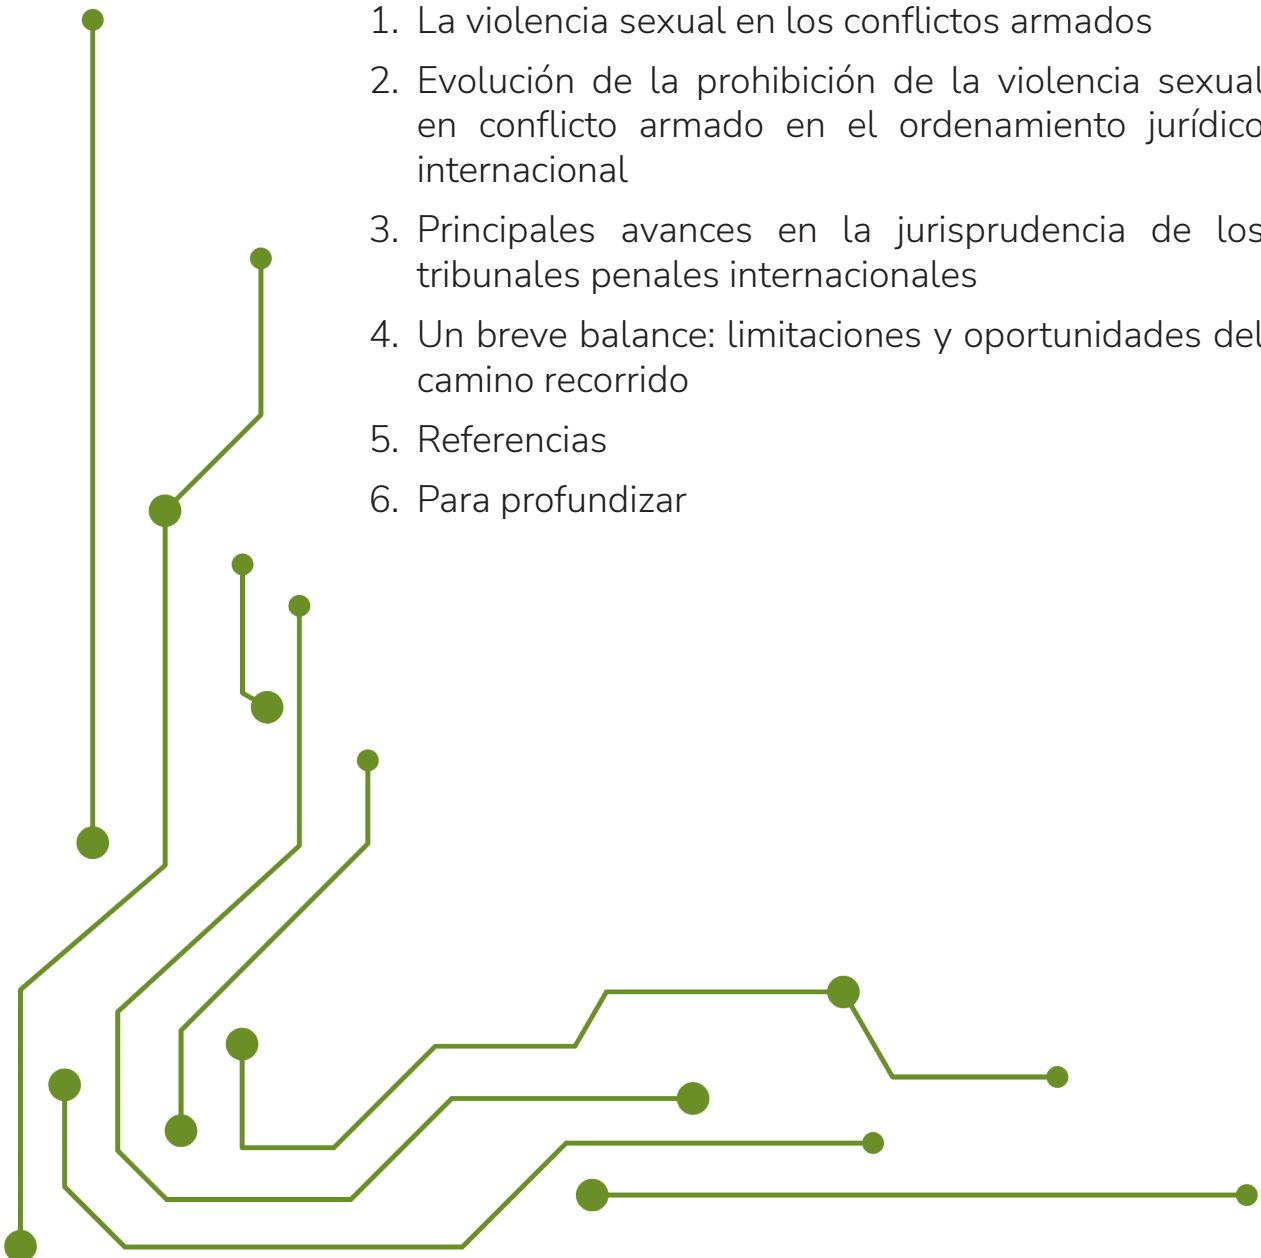 1. La violencia sexual en los conflictos armados
2. Evolución de la prohibición de la violencia sexual
en conflicto armado en el ordenamiento jurídico
internacional
3. Principales avances en la jurisprudencia de los
tribunales penales internacionales
4. Un breve balance: limitaciones y oportunidades del
camino recorrido
5. Referencias
6. Para profundizar